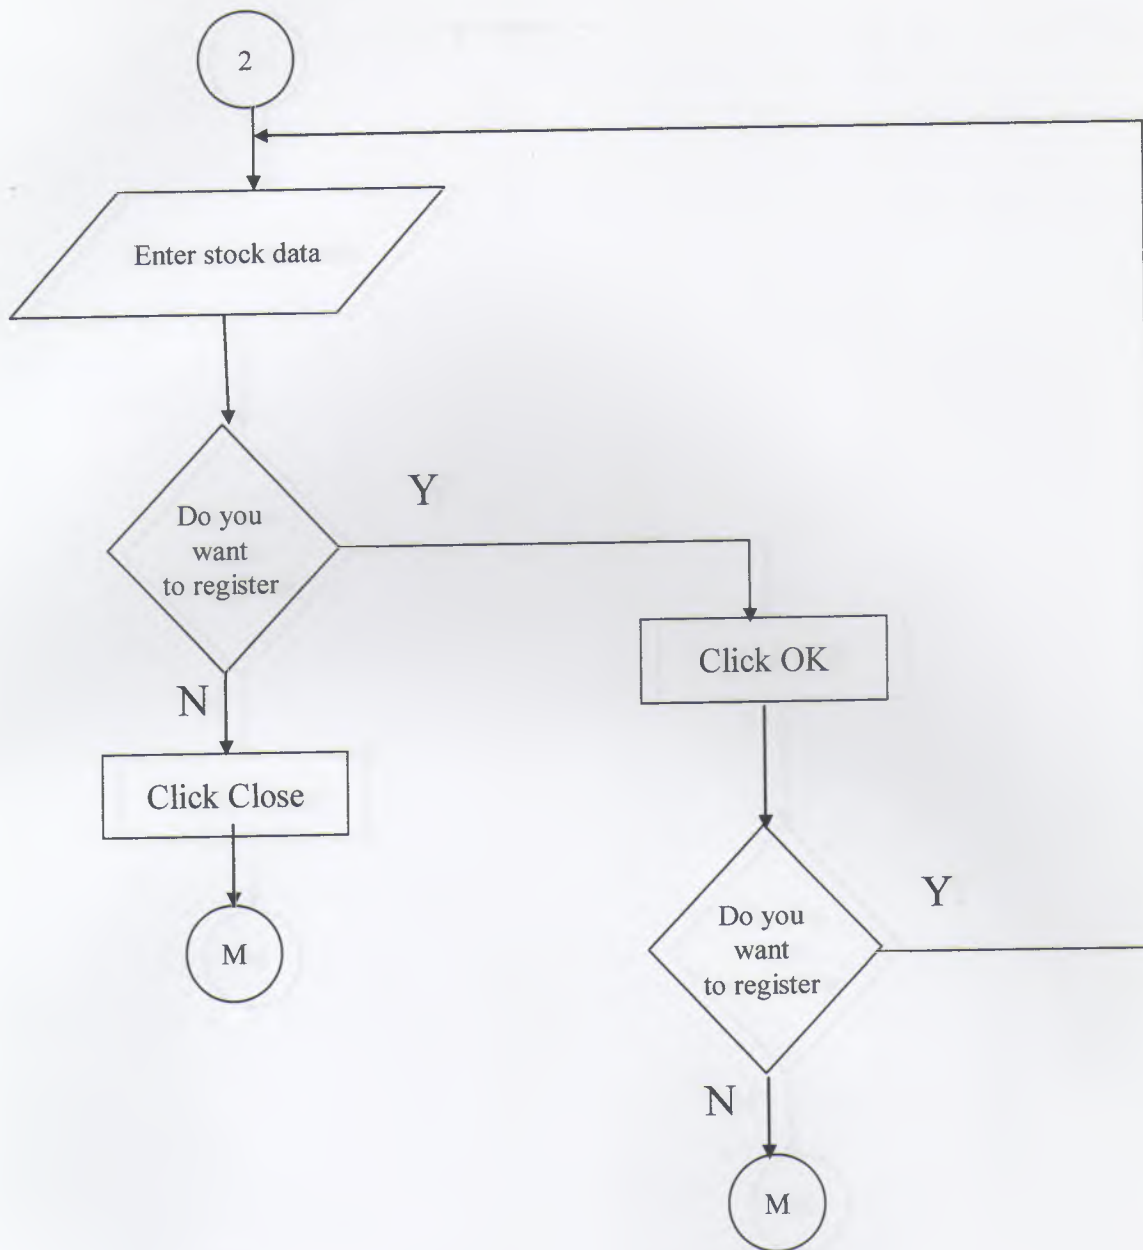 2
Enter stock data
Do you
want
to register
Y
N
Click OK
Click Close
M
Do you
want
to register
Y
N
M